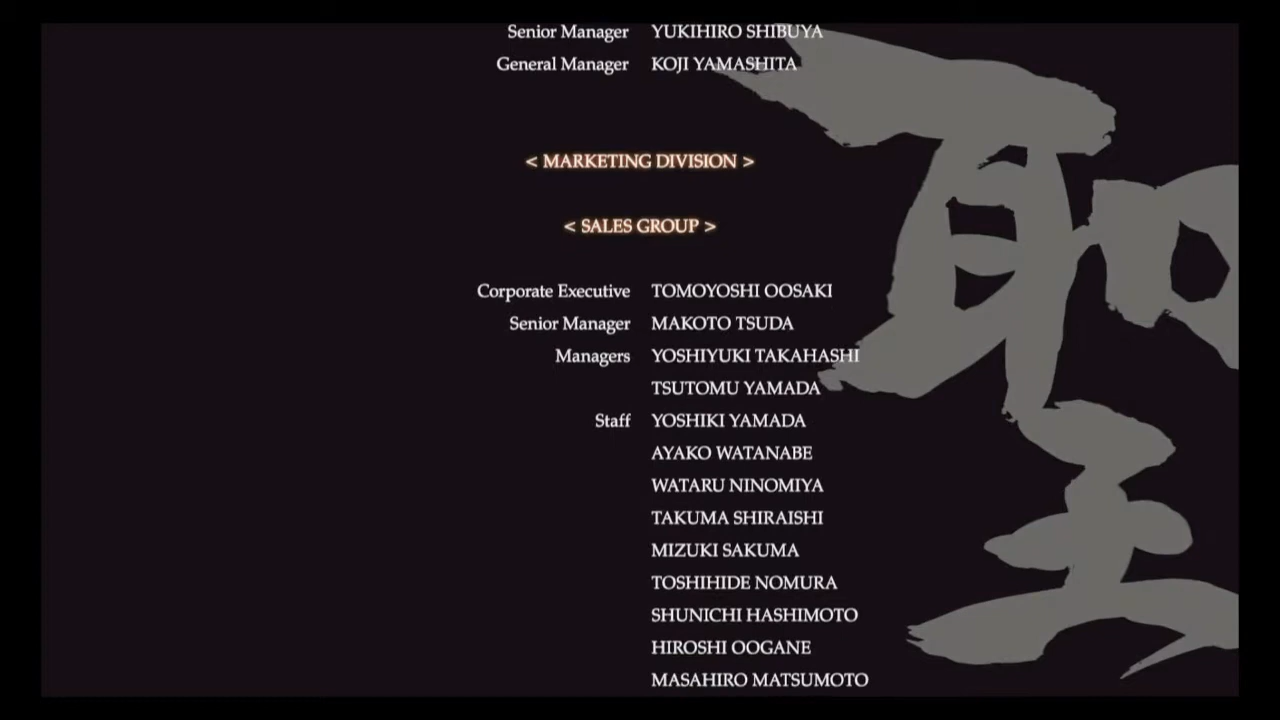 Senior Manager YUKIHIRO SHIBUYA
General Manager KOJI YAMASHITA
< MARKETING DIVISION >
< SALES GROUP >
Corporate Executive TOMOYOSHI OOSAKI
Senior Manager MAKOTO TSUDA
Managers YOSHIYUKI TAKAHASHI
TSUTOMU YAMADA
Staff YOSHIKI YAMADA
AYAKO WATANABE
WATARU NINOMIYA
TAKUMA SHIRAISHI
MIZUKI SAKUMA
TOSHIHIDE NOMURA
SHUNICHI HASHIMOTO
HIROSHI OOGANE
MASAHIRO MATSUMOTO
聖